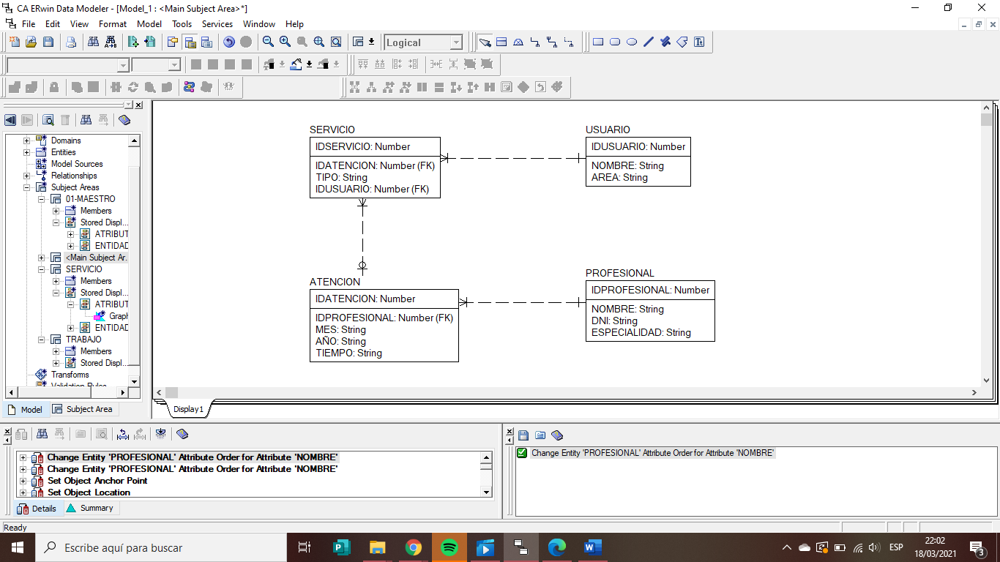 CA ERwin Data Modeler - [Model_1 : <Main Subject Area>*]
File Edit View Format Model Tools Services Window Help
Logical
Domains
Entities
Model Sources
Relationships
Subject Areas
01-MAESTRO
Members
Stored Displ...
ATRIBUT
ENTIDAD
<Main Subject Ar.
SERVICIO
Members
Stored Displ...
ATRIBUT
Graph
ENTIDAD
TRABAJO
Members
Stored Displ...
Transforms
Validation Rules
Model Subject Area
SERVICIO
IDSERVICIO: Number
IDATENCION: Number (FK)
TIPO: String
IDUSUARIO: Number (FK)
USUARIO
IDUSUARIO: Number
NOMBRE: String
AREA: String
ATENCION
IDATENCION: Number
IDPROFESIONAL: Number (FK)
MES: String
AÑO: String
TIEMPO: String
PROFESIONAL
IDPROFESIONAL: Number
NOMBRE: String
DNI: String
ESPECIALIDAD: String
Display1
Change Entity 'PROFESIONAL' Attribute Order for Attribute 'NOMBRE'
Change Entity 'PROFESIONAL' Attribute Order for Attribute 'NOMBRE'
Set Object Anchor Point
Set Object Location
Details Summary
Change Entity 'PROFESIONAL' Attribute Order for Attribute 'NOMBRE'
Ready
Escribe aquí para buscar
ESP
22:02
18/03/2021
3